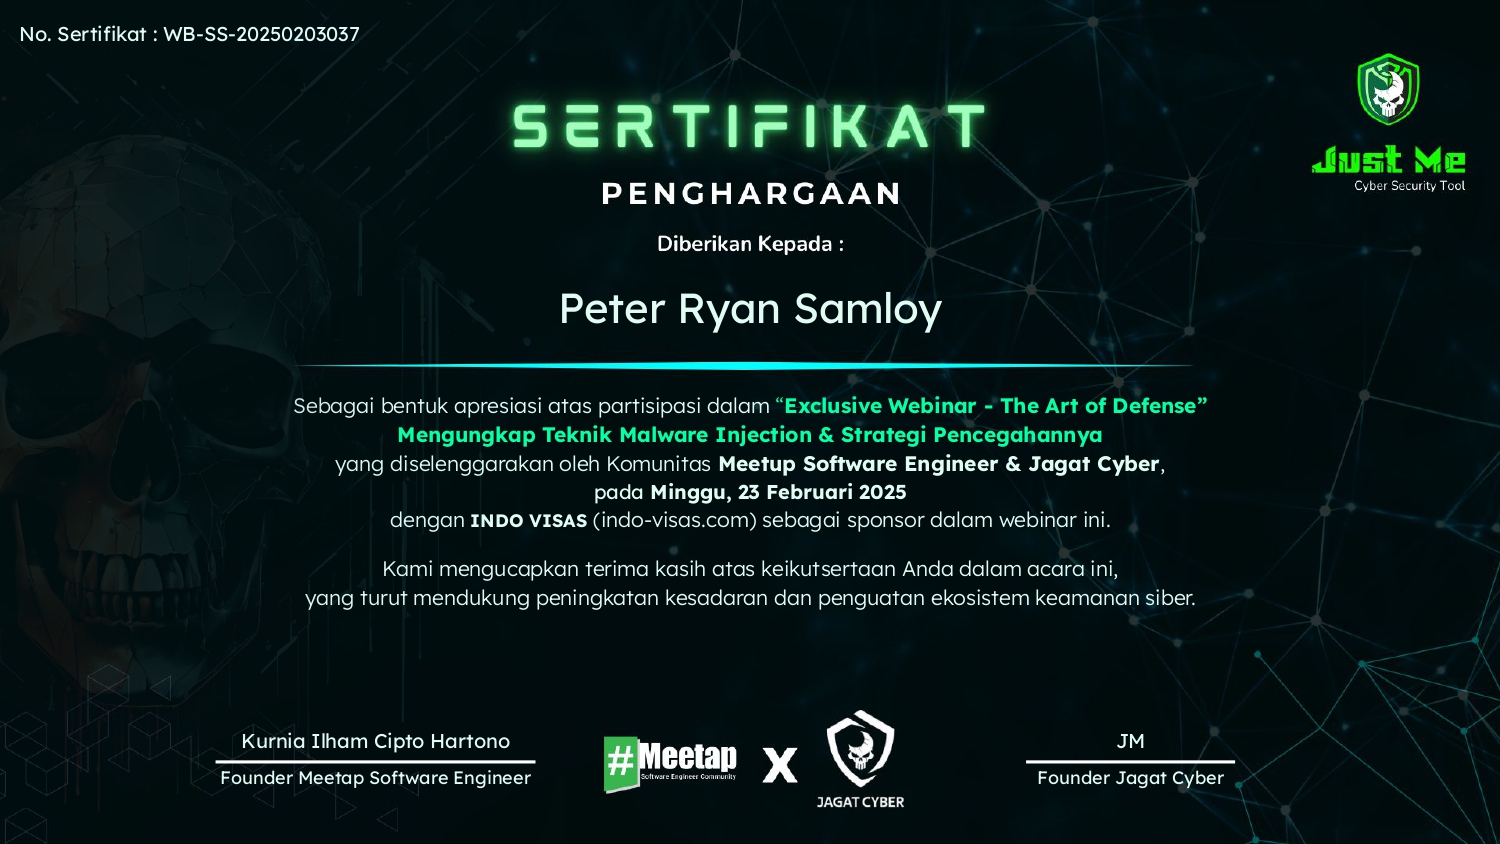 No. Sertifikat : WB-SS-20250203037
SERTIFIKAT
Just Me
Cyber Security Tool
PENGHARGAAN
Diberikan Kepada :
Peter Ryan Samloy
Sebagai bentuk apresiasi atas partisipasi dalam “Exclusive Webinar - The Art of Defense”
Mengungkap Teknik Malware Injection & Strategi Pencegahannya
yang diselenggarakan oleh Komunitas Meetup Software Engineer & Jagat Cyber,
pada Minggu, 23 Februari 2025
dengan INDO VISAS (indo-visas.com) sebagai sponsor dalam webinar ini.
Kami mengucapkan terima kasih atas keikutsertaan Anda dalam acara ini,
yang turut mendukung peningkatan kesadaran dan penguatan ekosistem keamanan siber.
Kurnia Ilham Cipto Hartono
Founder Meetap Software Engineer
#Meetap
Software Engineer Community
X
JAGAT CYBER
JM
Founder Jagat Cyber